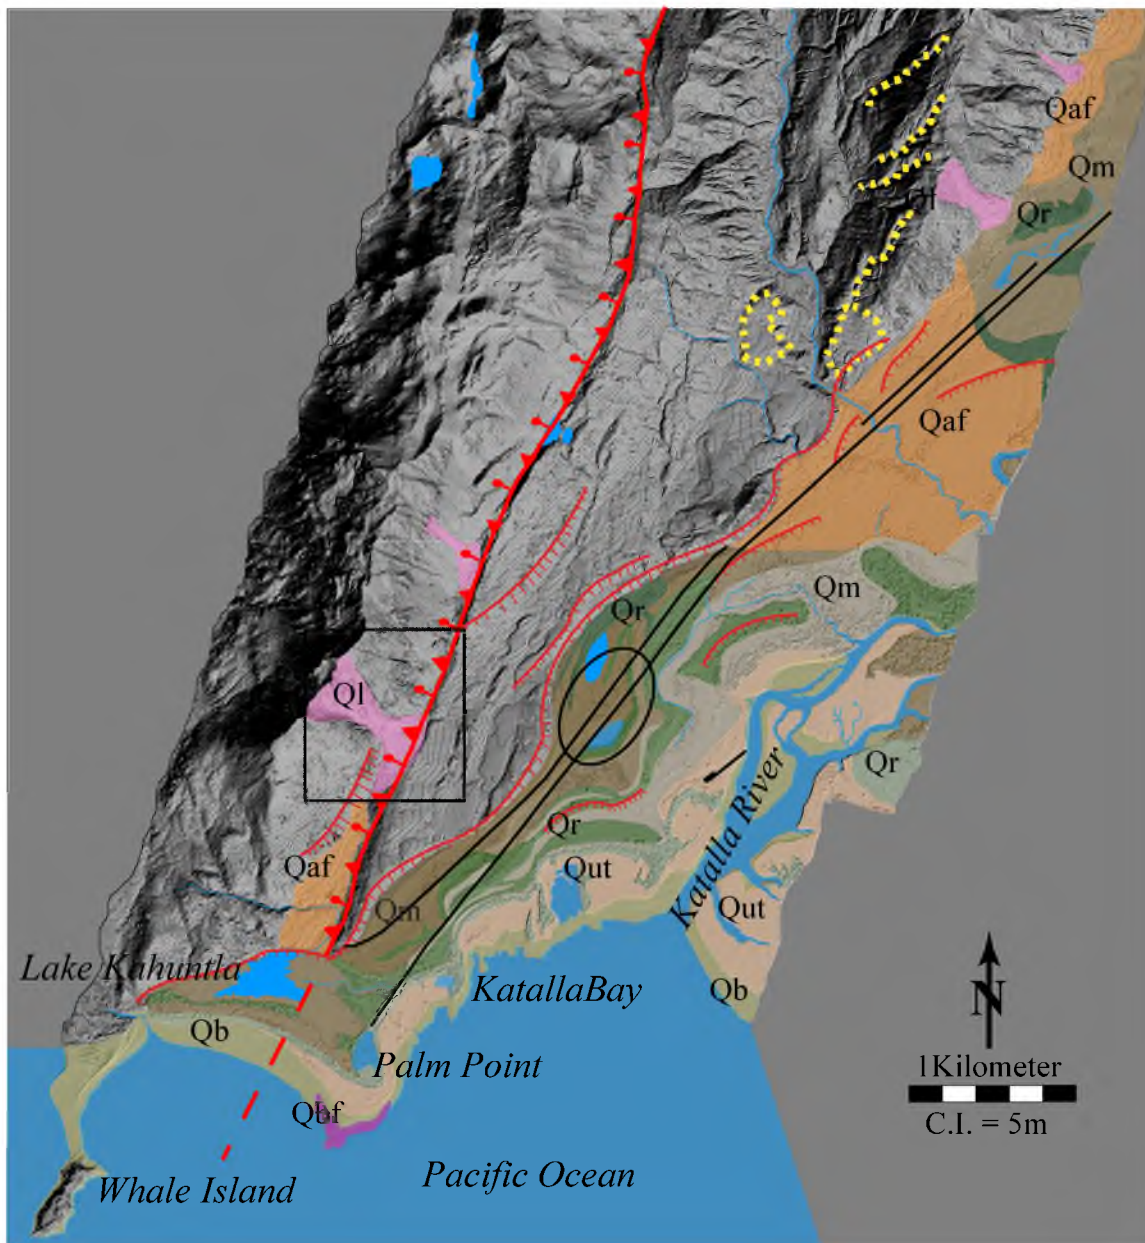 Qaf
Qm
Qr
Qaf
Qm
Qr
Ql
Qr
Katalla River
Qr
Qaf
Qut
Qut
Qm
Lake Kahuntla
KatallaBay
Qb
Qb
N
Palm Point
1Kilometer
Qbf
C.I. = 5m
Pacific Ocean
Whale Island